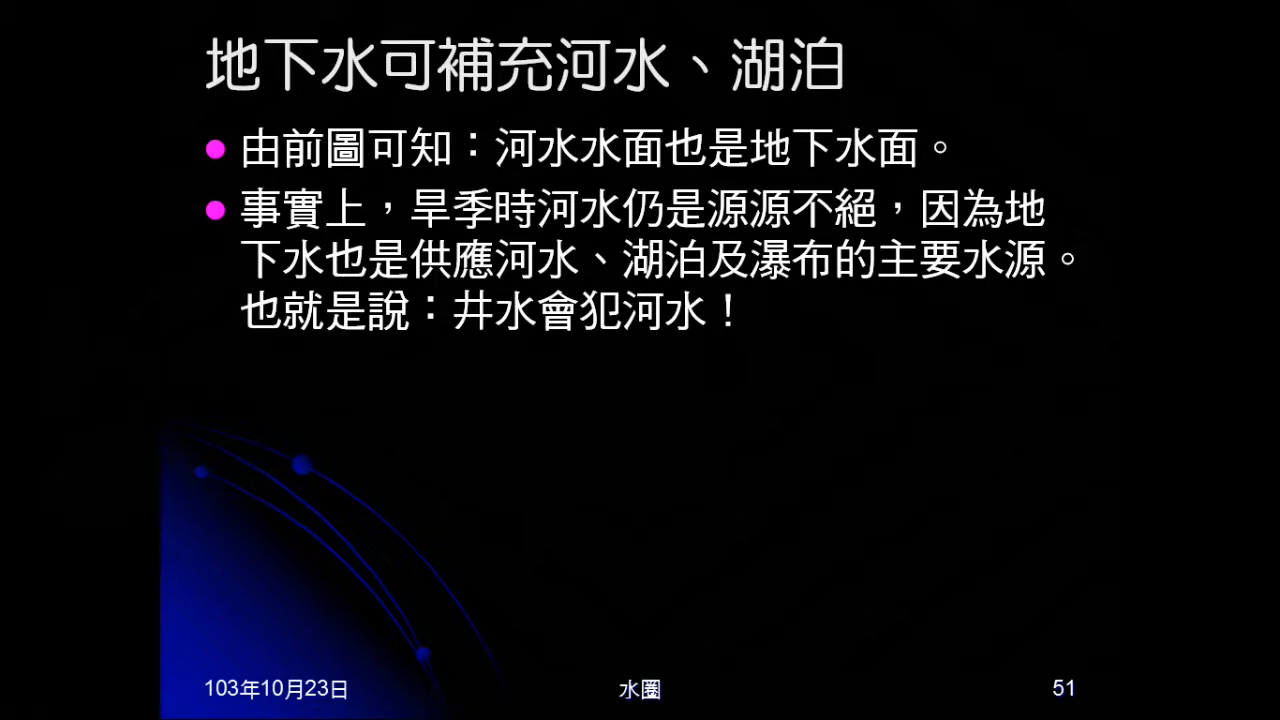 地下水可補充河水、湖泊
由前圖可知：河水水面也是地下水面。
事實上，旱季時河水仍是源源不絕，因為地
下水也是供應河水、湖泊及瀑布的主要水源。
也就是說：井水會犯河水！
103年10月23日
水圈
51